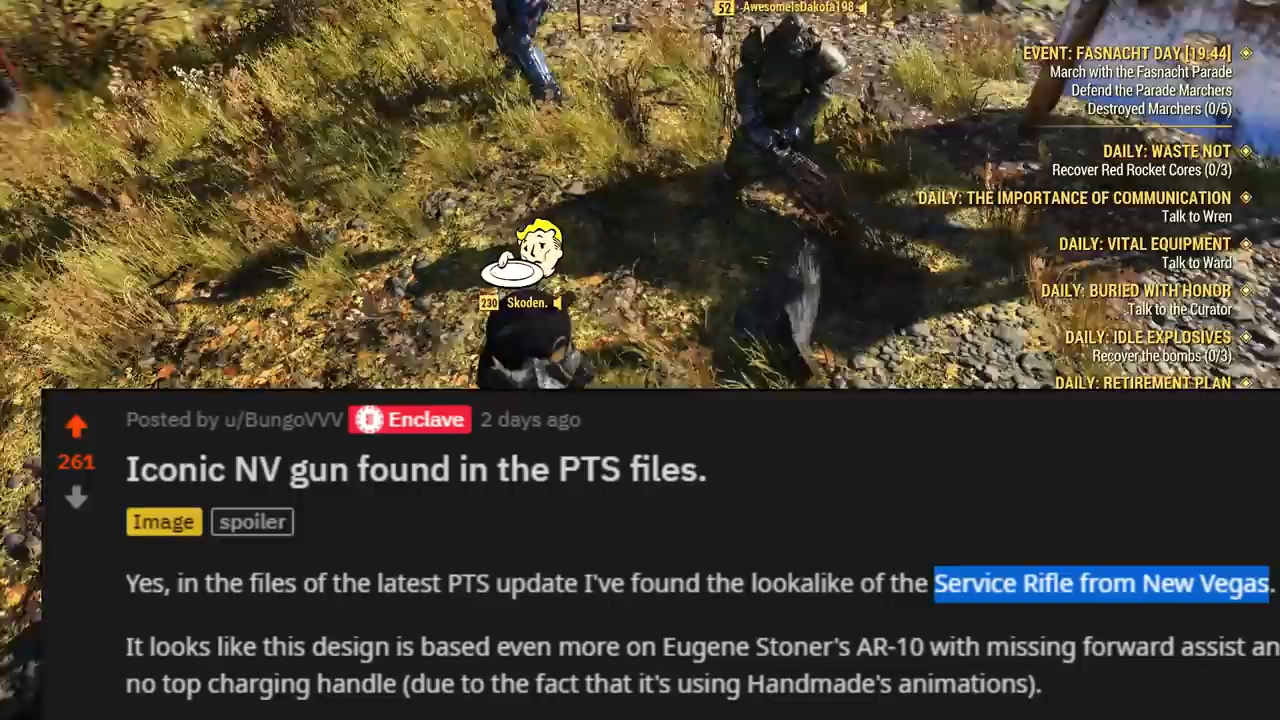 52 AwesomeIsDakota198
EVENT: FASNACHT DAY [19:44]
March with the Fasnacht Parade
Defend the Parade Marchers
Destroyed Marchers (0/5)
DAILY: WASTE NOT
Recover Red Rocket Cores (0/3)
DAILY: THE IMPORTANCE OF COMMUNICATION
Talk to Wren
DAILY: VITAL EQUIPMENT
Talk to Ward
DAILY: BURIED WITH HONOR
Talk to the Curator
DAILY: IDLE EXPLOSIVES
Recover the bombs (0/3)
DAILY: RETIREMENT PLAN
230 Skoden.
Posted by u/BungoVVV Enclave 2 days ago
261
Iconic NV gun found in the PTS files.
Image spoiler
Yes, in the files of the latest PTS update I've found the lookalike of the Service Rifle from New Vegas.
It looks like this design is based even more on Eugene Stoner's AR-10 with missing forward assist an
no top charging handle (due to the fact that it's using Handmade's animations).